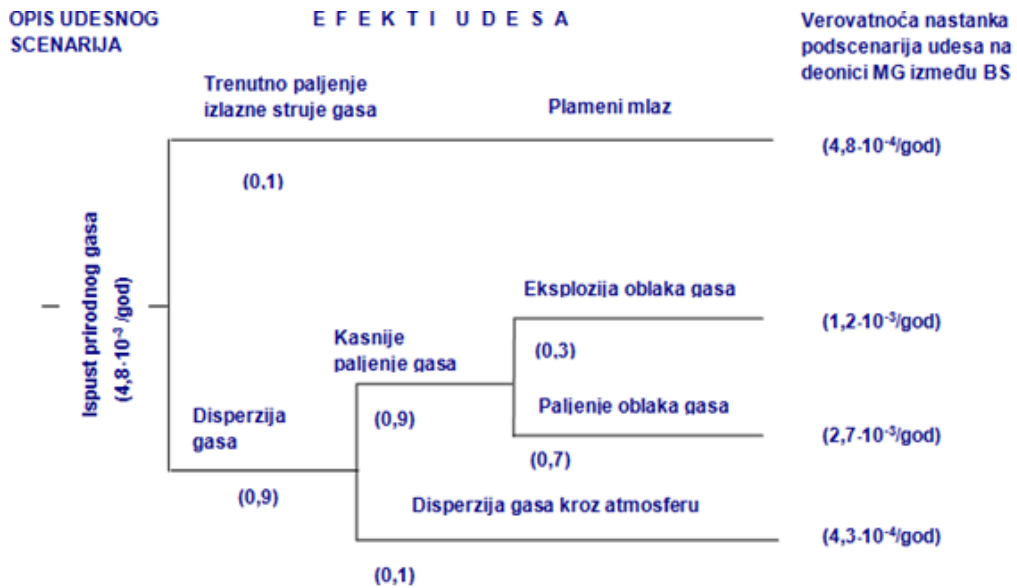 OPIS UDESNOG
SCENARIJA
E F E K T I  U D E S A
Verovatnoća nastanka
podscenarija udesa na
deonici MG između BS
Trenutno paljenje
izlazne struje gasa
Plameni mlaz
(4,8·10⁻⁴/god)
(0,1)
Ispust prirodnog gasa
(4,8·10⁻³ /god)
Eksplozija oblaka gasa
(1,2·10⁻³/god)
Kasnije
paljenje gasa
(0,3)
Paljenje oblaka gasa
(2,7·10⁻³/god)
Disperzija
gasa
(0,9)
(0,7)
(0,9)
Disperzija gasa kroz atmosferu
(4,3·10⁻⁴/god)
(0,1)